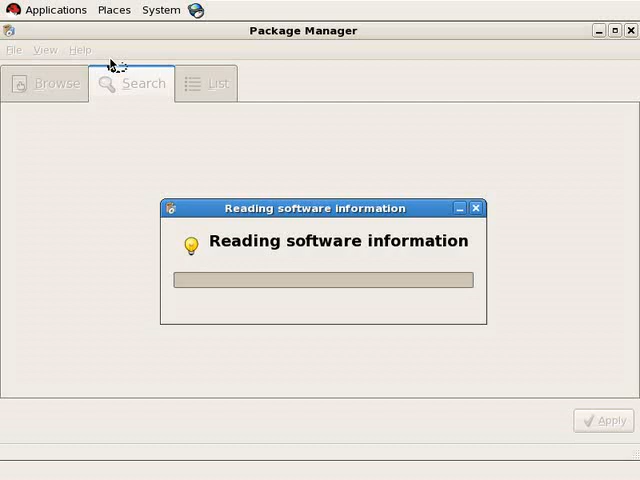 Applications Places System
Package Manager
File View Help
Browse Search List
Reading software information
Reading software information
Apply